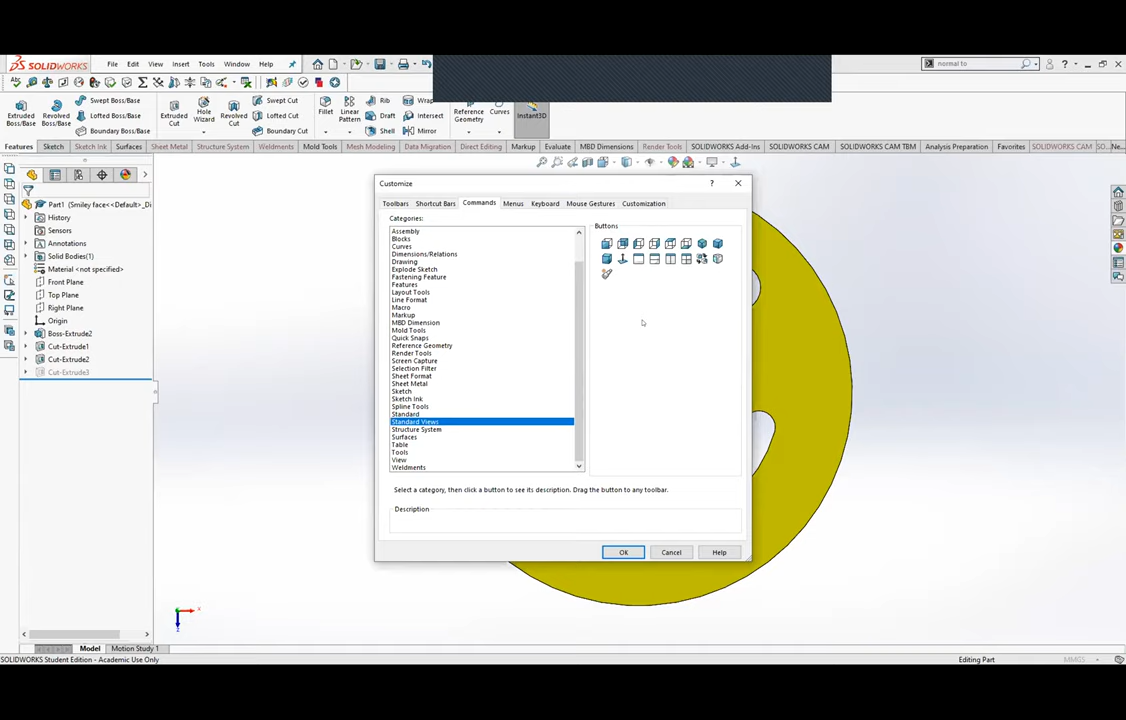 SOLIDWORKS File Edit View Insert Tools Window Help normal to
Extruded Boss/Base Revolved Boss/Base Swept Boss/Base Lofted Boss/Base Boundary Boss/Base Extruded Cut Hole Wizard Revolved Cut Swept Cut Lofted Cut Boundary Cut Fillet Linear Pattern Rib Draft Shell Wrap Intersect Mirror Reference Geometry Curves Instant3D
Features Sketch Sketch Ink Surfaces Sheet Metal Structure System Weldments Mold Tools Mesh Modeling Data Migration Direct Editing Markup Evaluate MBD Dimensions Render Tools SOLIDWORKS Add-Ins SOLIDWORKS CAM SOLIDWORKS CAM TBM Analysis Preparation Favorites SOLIDWORKS CA... Ne...
Part1 (Smiley face<<Default>_Di
History
Sensors
Annotations
Solid Bodies(1)
Material <not specified>
Front Plane
Top Plane
Right Plane
Origin
Boss-Extrude2
Cut-Extrude1
Cut-Extrude2
Cut-Extrude3
Customize
Toolbars Shortcut Bars Commands Menus Keyboard Mouse Gestures Customization
Categories:
Assembly
Blocks
Curves
Dimensions/Relations
Drawing
Explode Sketch
Fastening Feature
Features
Layout Tools
Line Format
Macro
Markup
MBD Dimension
Mold Tools
Quick Snaps
Reference Geometry
Render Tools
Screen Capture
Selection Filter
Sheet Format
Sheet Metal
Sketch
Sketch Ink
Spline Tools
Standard
Standard Views
Structure System
Surfaces
Table
Tools
View
Weldments
Buttons
Select a category, then click a button to see its description. Drag the button to any toolbar.
Description
OK Cancel Help
x
z
Model Motion Study 1
SOLIDWORKS Student Edition - Academic Use Only Editing Part MMGS